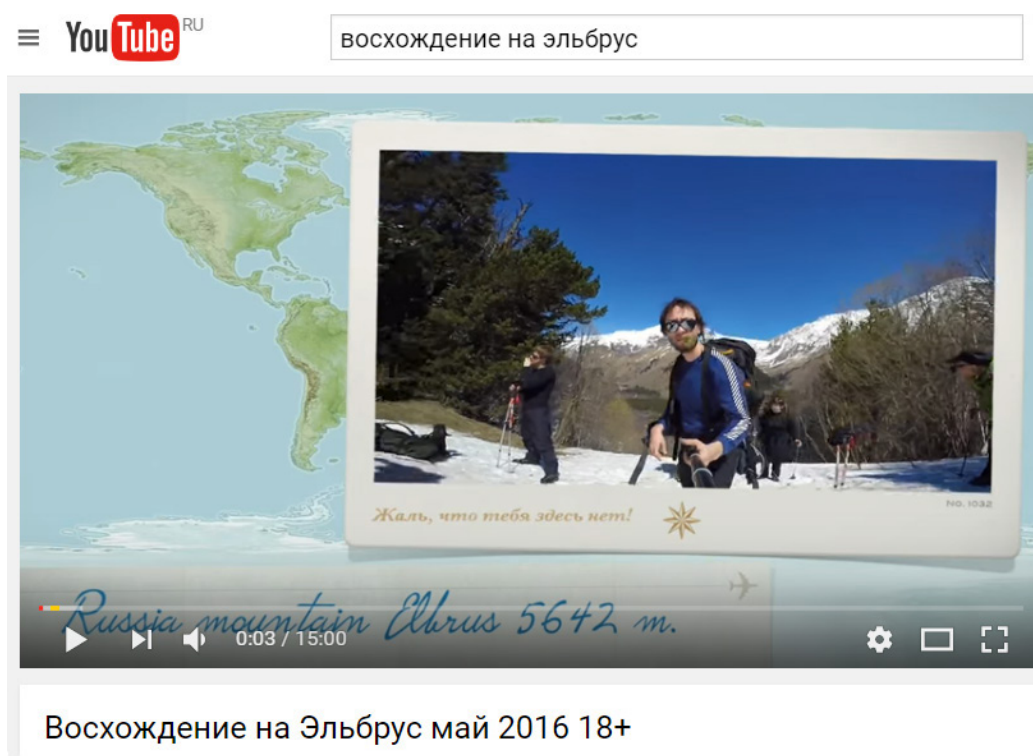 YouTube RU
восхождение на эльбрус
Жаль, что тебя здесь нет!
No. 1032
Russia mountain Elbrus 5642 m.
0:03 / 15:00
Восхождение на Эльбрус май 2016 18+